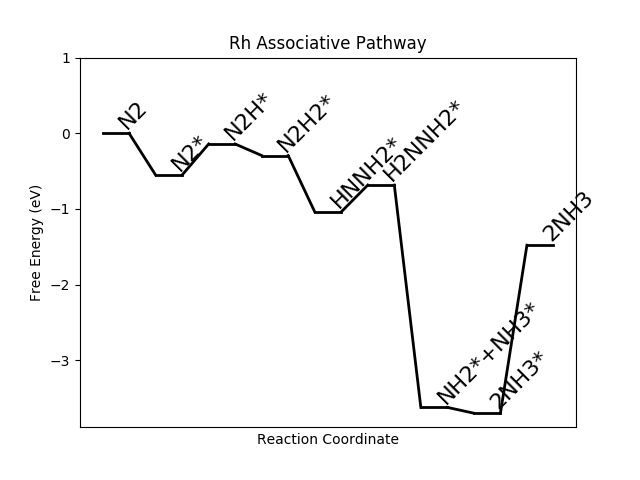 Rh Associative Pathway
1
0
−1
−2
−3
Free Energy (eV)
Reaction Coordinate
N2
N2*
N2H*
N2H2*
HNNH2*
H2NNH2*
NH2*+NH3*
2NH3*
2NH3